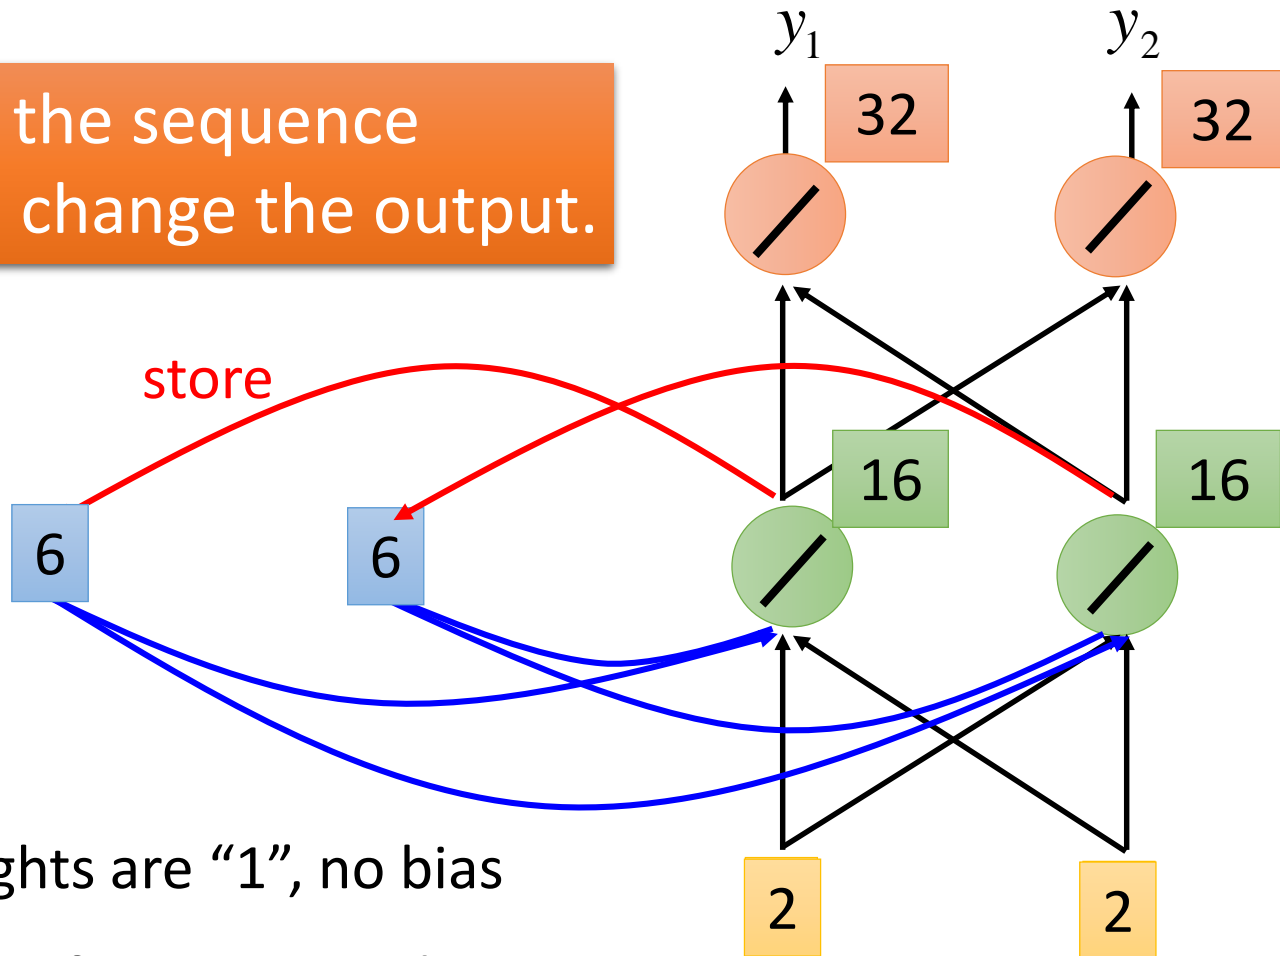 y₁
y₂
32
32
the sequence
change the output.
store
16
16
6
6
ghts are “1”, no bias
2
2